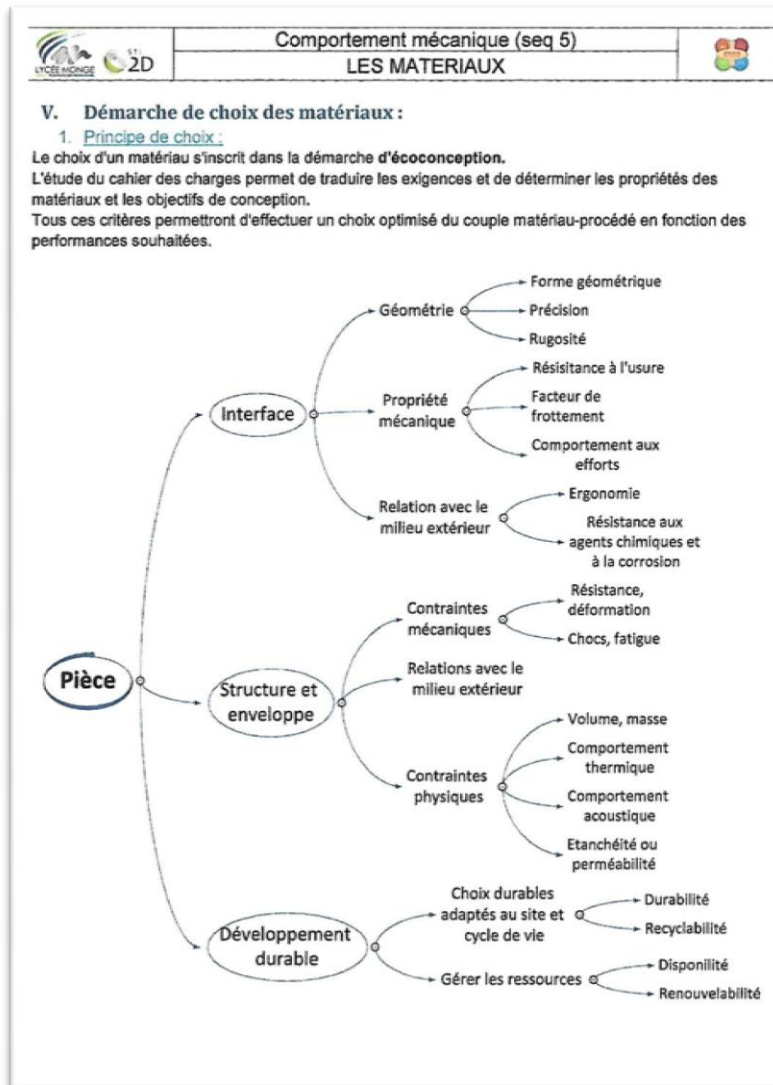 LYCÉE MONGE
STI
2D
Comportement mécanique (seq 5)
LES MATERIAUX
V. Démarche de choix des matériaux :
1. Principe de choix :
Le choix d'un matériau s'inscrit dans la démarche d'écoconception.
L'étude du cahier des charges permet de traduire les exigences et de déterminer les propriétés des
matériaux et les objectifs de conception.
Tous ces critères permettront d'effectuer un choix optimisé du couple matériau-procédé en fonction des
performances souhaitées.
Pièce
Interface
Géométrie
Forme géométrique
Précision
Rugosité
Propriété
mécanique
Résisitance à l'usure
Facteur de
frottement
Comportement aux
efforts
Relation avec le
milieu extérieur
Ergonomie
Résistance aux
agents chimiques et
à la corrosion
Structure et
enveloppe
Contraintes
mécaniques
Résistance,
déformation
Chocs, fatigue
Relations avec le
milieu extérieur
Contraintes
physiques
Volume, masse
Comportement
thermique
Comportement
acoustique
Etanchéité ou
perméabilité
Développement
durable
Choix durables
adaptés au site et
cycle de vie
Durabilité
Recyclabilité
Gérer les ressources
Disponilité
Renouvelabilité